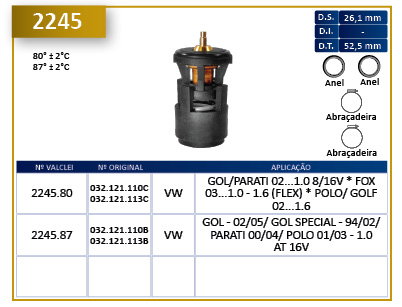 2245
D.S. 26,1 mm
D.I. -
D.T. 52,5 mm
80° ± 2°C
87° ± 2°C
Anel Anel
Abraçadeira
Abraçadeira
Nº VALCLEI Nº ORIGINAL APLICAÇÃO
2245.80 032.121.110C 032.121.113C VW GOL/PARATI 02...1.0 8/16V * FOX
03...1.0 - 1.6 (FLEX) * POLO/ GOLF
02...1.6
2245.87 032.121.110B 032.121.113B VW GOL - 02/05/ GOL SPECIAL - 94/02/
PARATI 00/04/ POLO 01/03 - 1.0
AT 16V